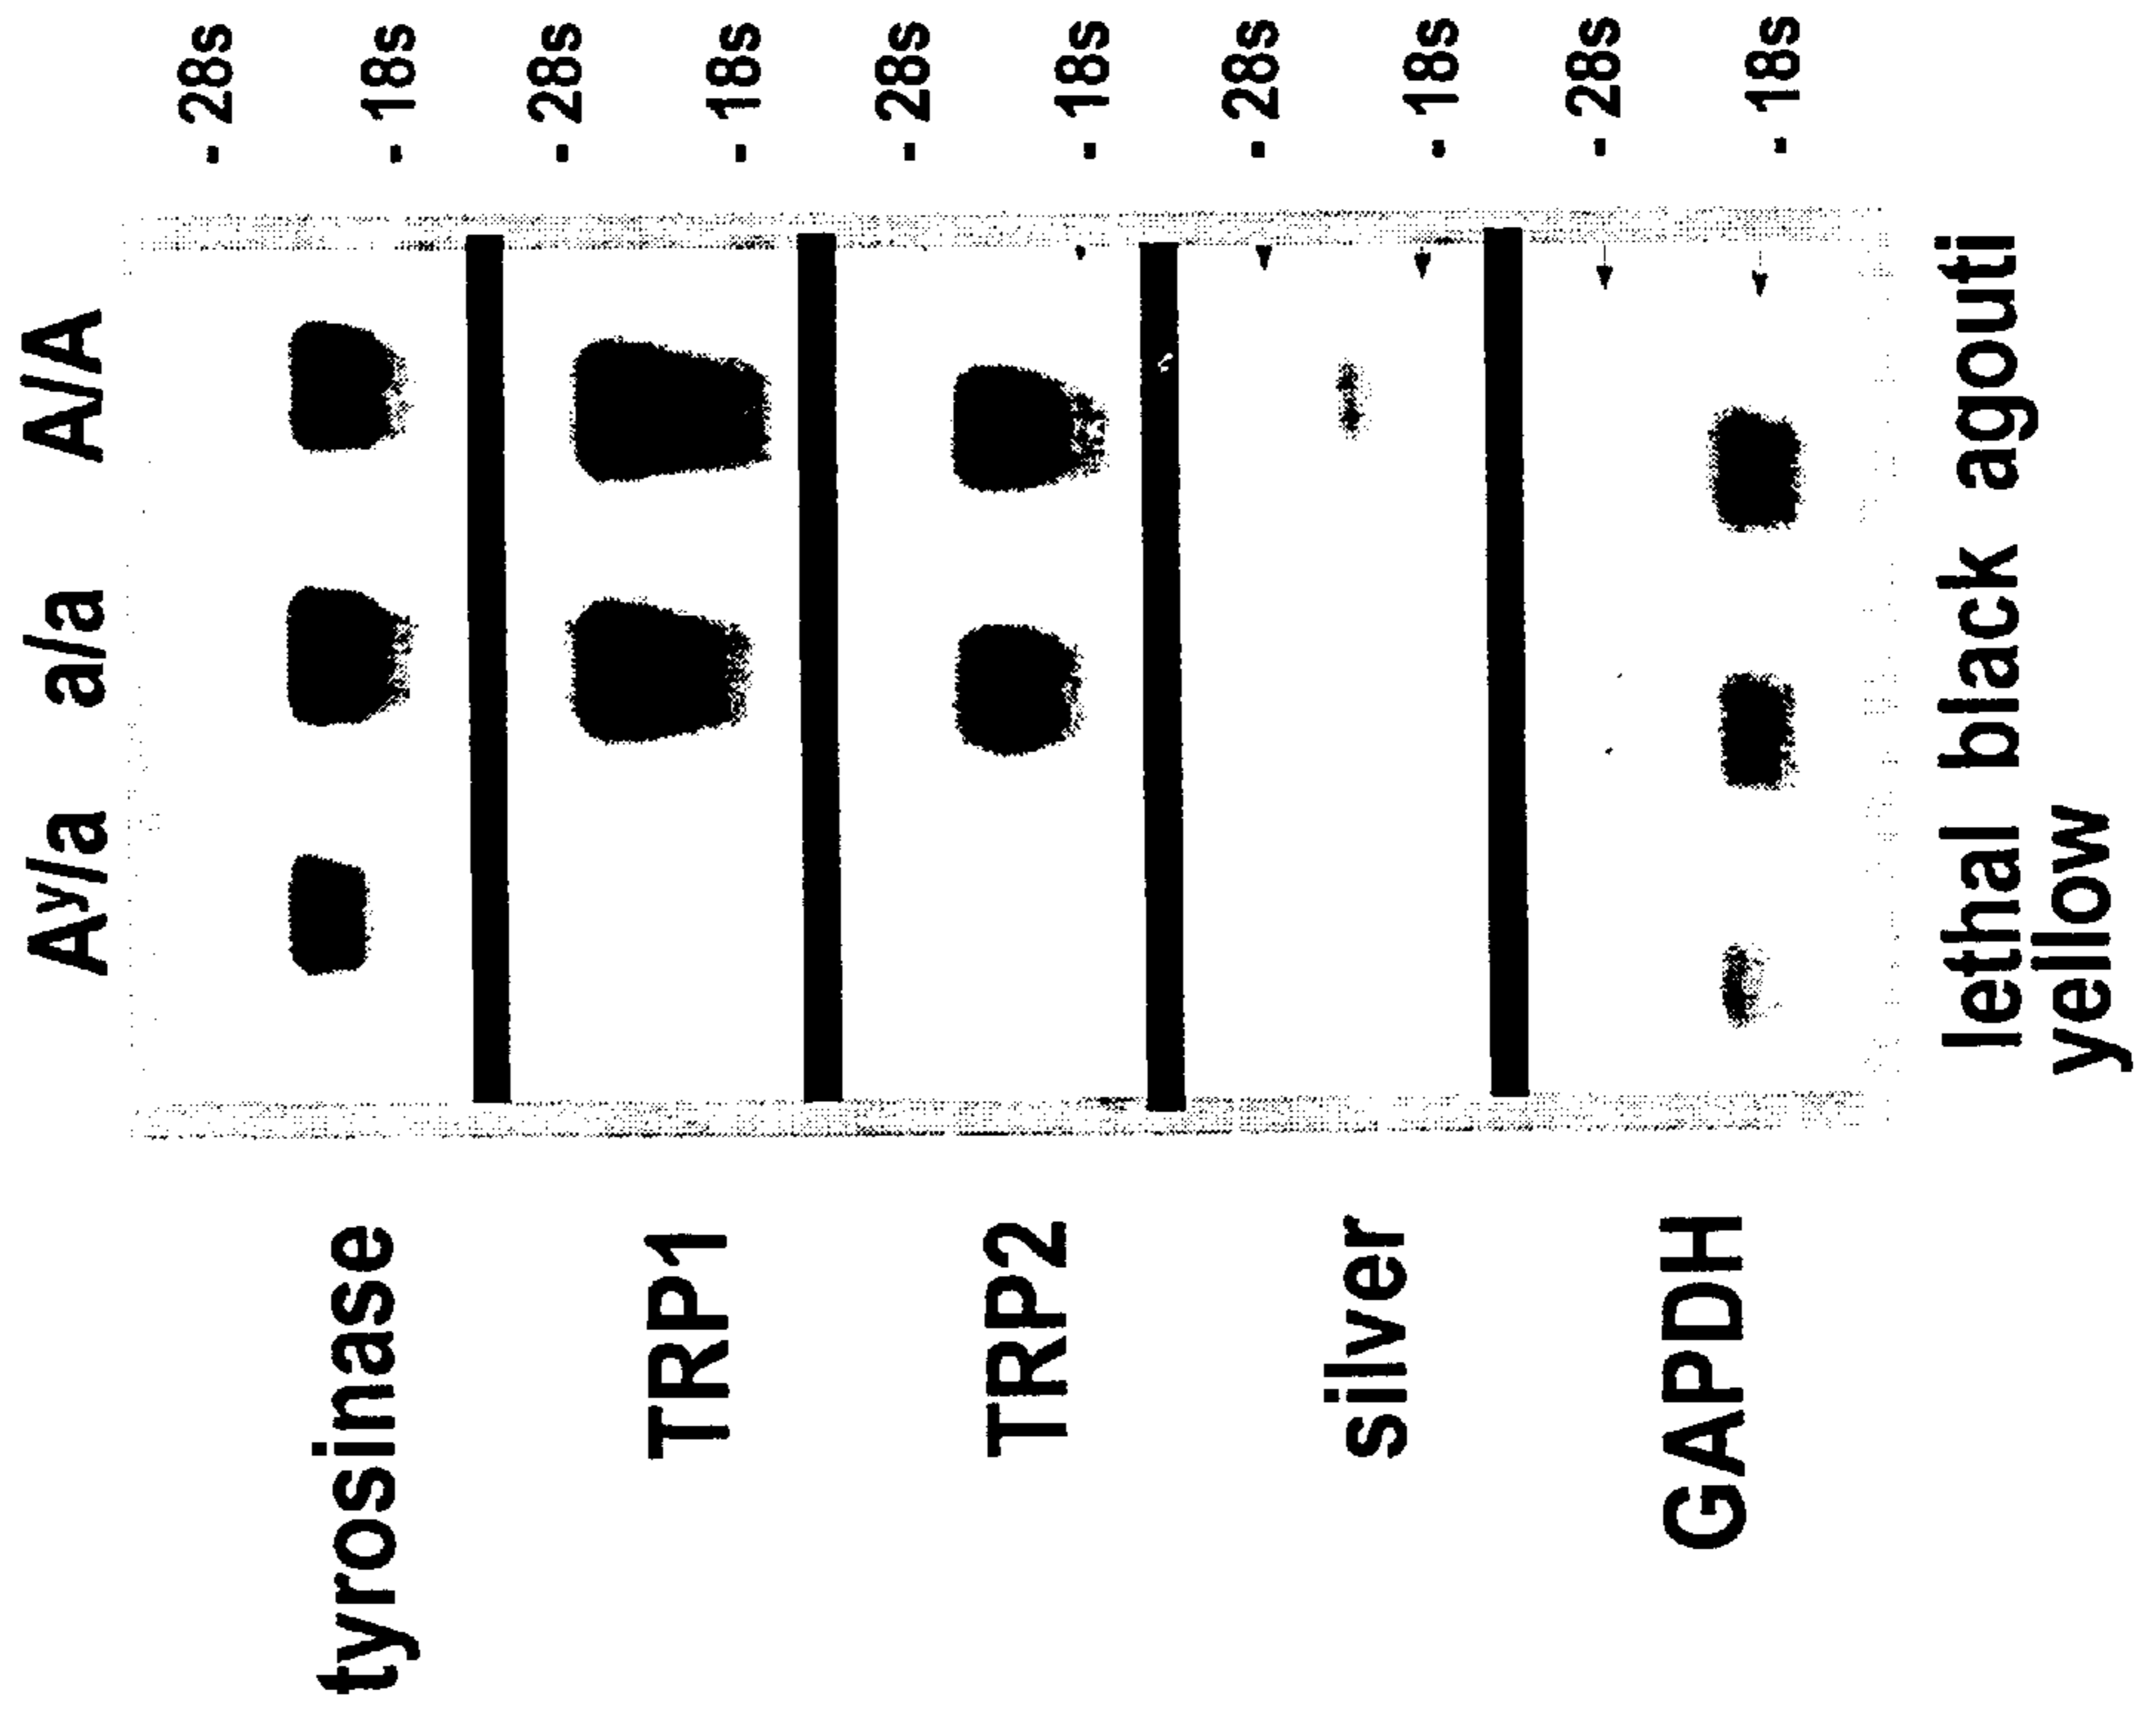 Aʸ/a a/a A/A
tyrosinase
- 28s
- 18s
TRP1
- 28s
- 18s
TRP2
- 28s
- 18s
silver
- 28s
- 18s
GAPDH
- 28s
- 18s
lethal black agouti
yellow